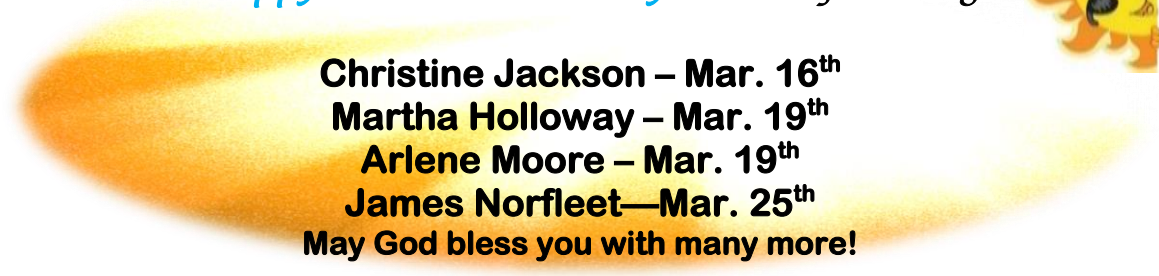 Christine Jackson – Mar. 16th
Martha Holloway – Mar. 19th
Arlene Moore – Mar. 19th
James Norfleet—Mar. 25th
May God bless you with many more!